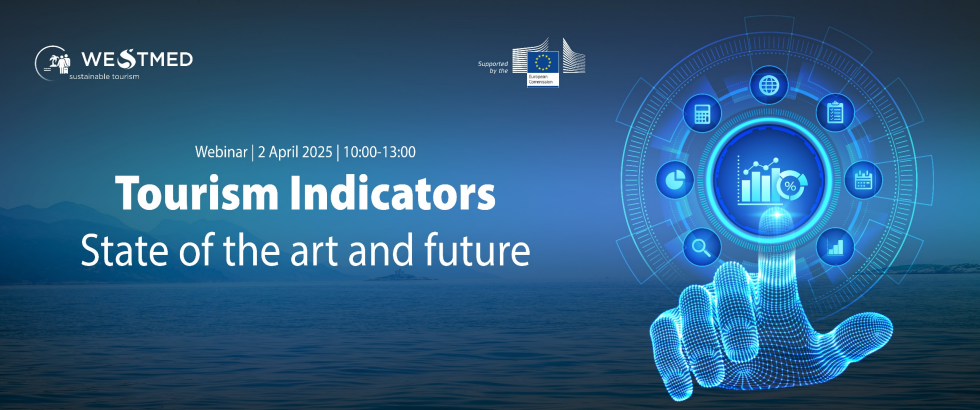 WESTMED
sustainable tourism
Supported
by the
European
Commission
Webinar | 2 April 2025 | 10:00-13:00
Tourism Indicators
State of the art and future
%